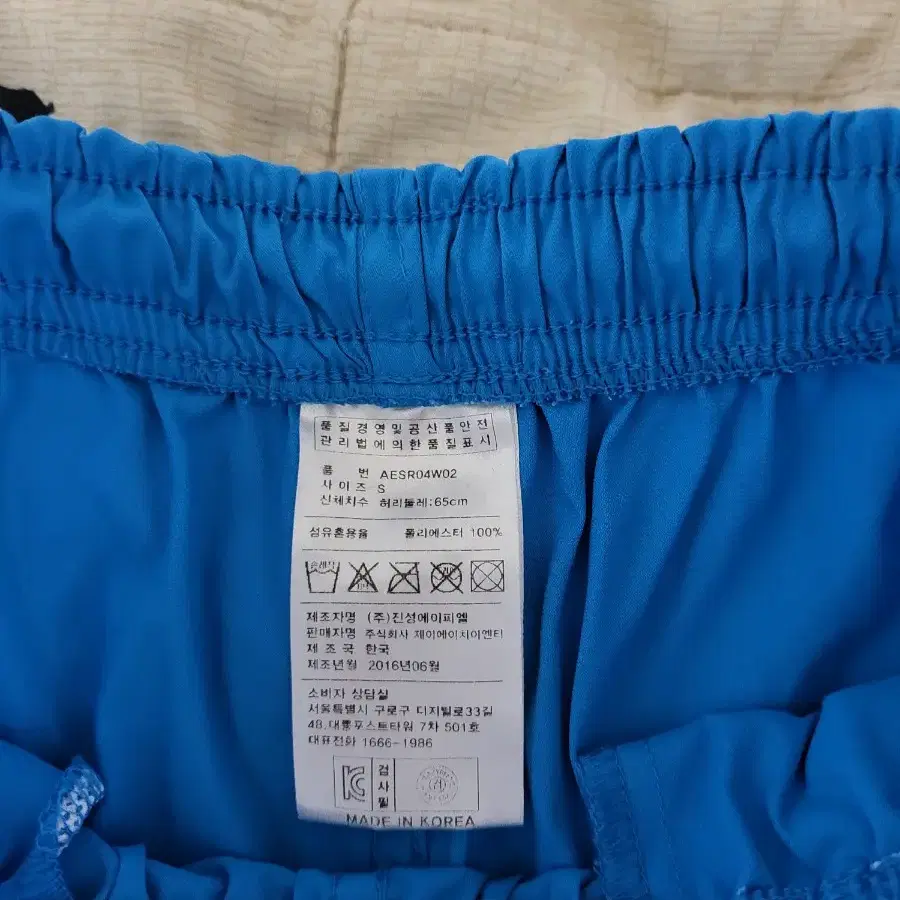 품질경영및공산품안전
관리법에의한품질표시
품 번 AESR04W02
사이즈 S
신체치수 허리둘레:65cm
섬유혼용율 폴리에스터 100%
제조자명 (주)진성에이피엘
판매자명 주식회사 제이에이치이엔티
제 조 국 한국
제조년월 2016년06월
소비자 상담실
서울특별시 구로구 디지털로33길
48, 대륭포스트타워 7차 501호
대표전화 1666-1986
검사필
MADE IN KOREA